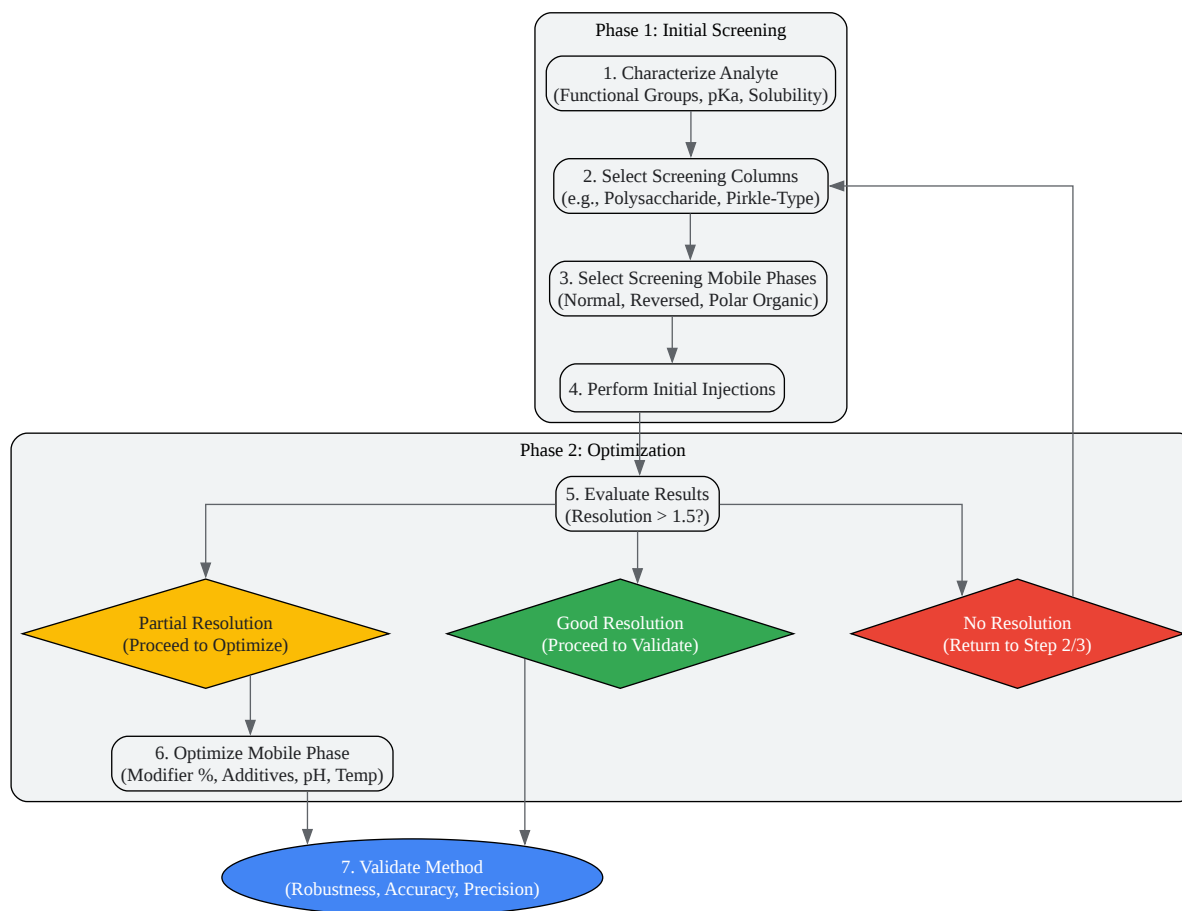 Phase 1: Initial Screening
1. Characterize Analyte
(Functional Groups, pKa, Solubility)
2. Select Screening Columns
(e.g., Polysaccharide, Pirkle-Type)
3. Select Screening Mobile Phases
(Normal, Reversed, Polar Organic)
4. Perform Initial Injections
Phase 2: Optimization
5. Evaluate Results
(Resolution > 1.5?)
Partial Resolution
(Proceed to Optimize)
Good Resolution
(Proceed to Validate)
No Resolution
(Return to Step 2/3)
6. Optimize Mobile Phase
(Modifier %, Additives, pH, Temp)
7. Validate Method
(Robustness, Accuracy, Precision)